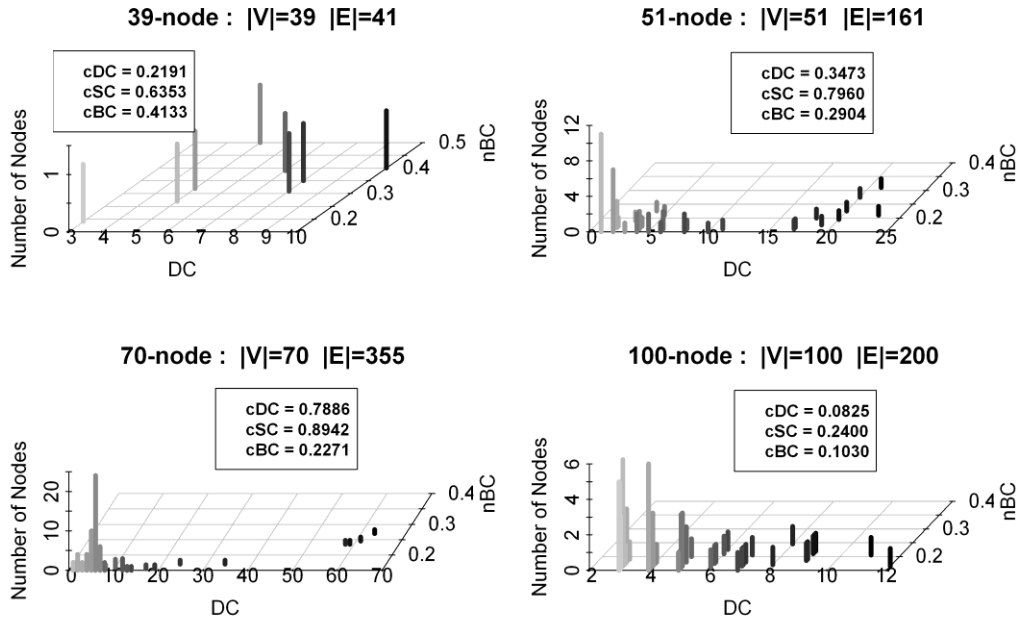 39-node : |V|=39 |E|=41
cDC = 0.2191
cSC = 0.6353
cBC = 0.4133
Number of Nodes
0
1
3
4
5
6
7
8
9
10
DC
0.2
0.3
0.4
0.5
nBC
51-node : |V|=51 |E|=161
cDC = 0.3473
cSC = 0.7960
cBC = 0.2904
Number of Nodes
0
4
8
12
0
5
10
15
20
25
DC
0.2
0.3
0.4
nBC
70-node : |V|=70 |E|=355
cDC = 0.7886
cSC = 0.8942
cBC = 0.2271
Number of Nodes
0
10
20
0
10
20
30
40
50
60
70
DC
0.2
0.3
0.4
nBC
100-node : |V|=100 |E|=200
cDC = 0.0825
cSC = 0.2400
cBC = 0.1030
Number of Nodes
0
2
4
6
2
4
6
8
10
12
DC
0.2
0.3
0.4
nBC